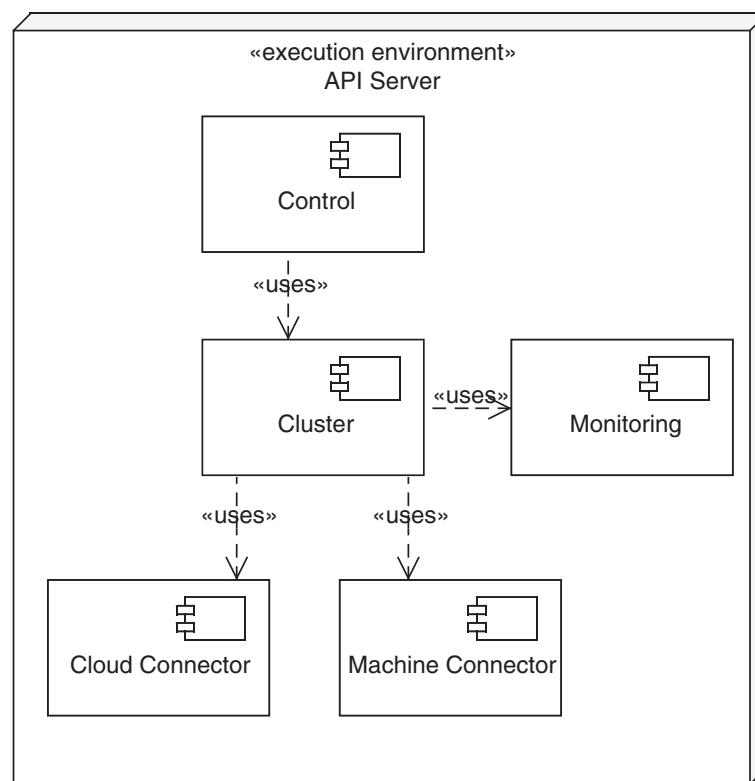 «execution environment»
API Server
Control
«uses»
Cluster
«uses»
Monitoring
«uses»
«uses»
Cloud Connector
Machine Connector